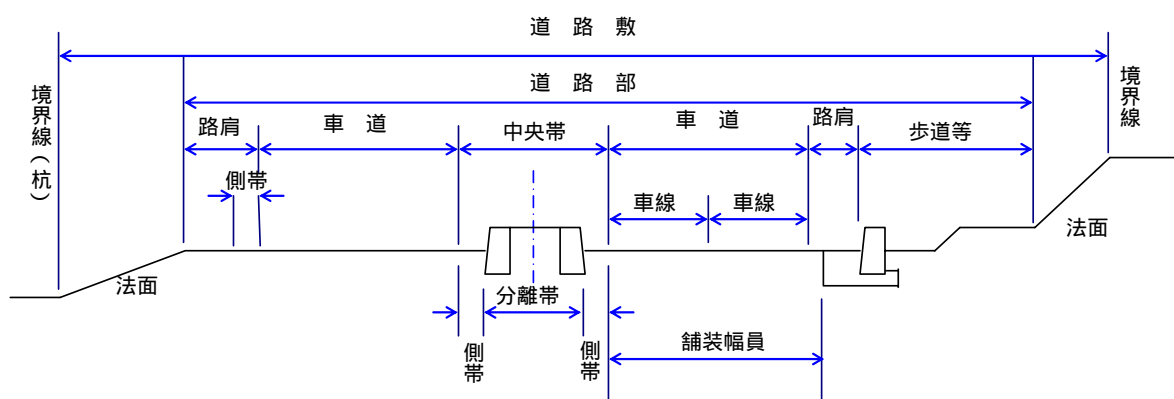 道 路 敷
道 路 部
境界線(杭)
境界線
路肩
車 道
中央帯
車 道
路肩
歩道等
側帯
車線
車線
法面
法面
分離帯
側帯
側帯
舗装幅員